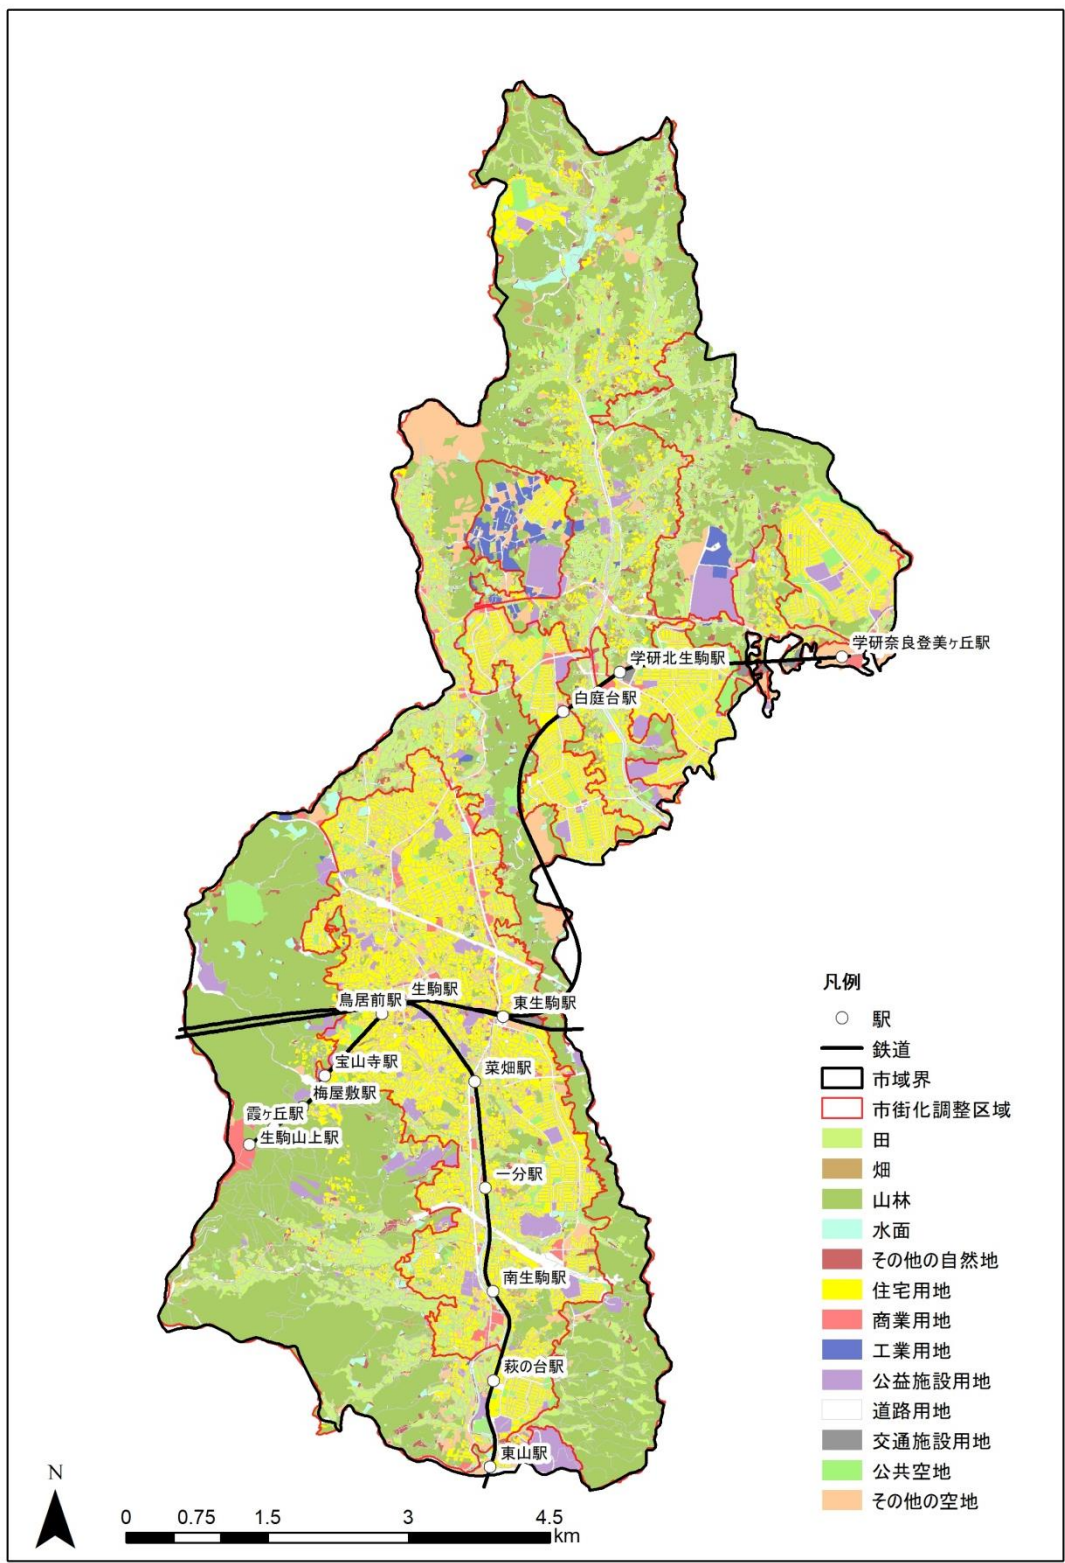 学研奈良登美ヶ丘駅
学研北生駒駅
白庭台駅
生駒駅
鳥居前駅
東生駒駅
宝山寺駅
菜畑駅
梅屋敷駅
霞ヶ丘駅
生駒山上駅
一分駅
南生駒駅
萩の台駅
東山駅
凡例
駅
鉄道
市域界
市街化調整区域
田
畑
山林
水面
その他の自然地
住宅用地
商業用地
工業用地
公益施設用地
道路用地
交通施設用地
公共空地
その他の空地
N
0 0.75 1.5 3 4.5
km